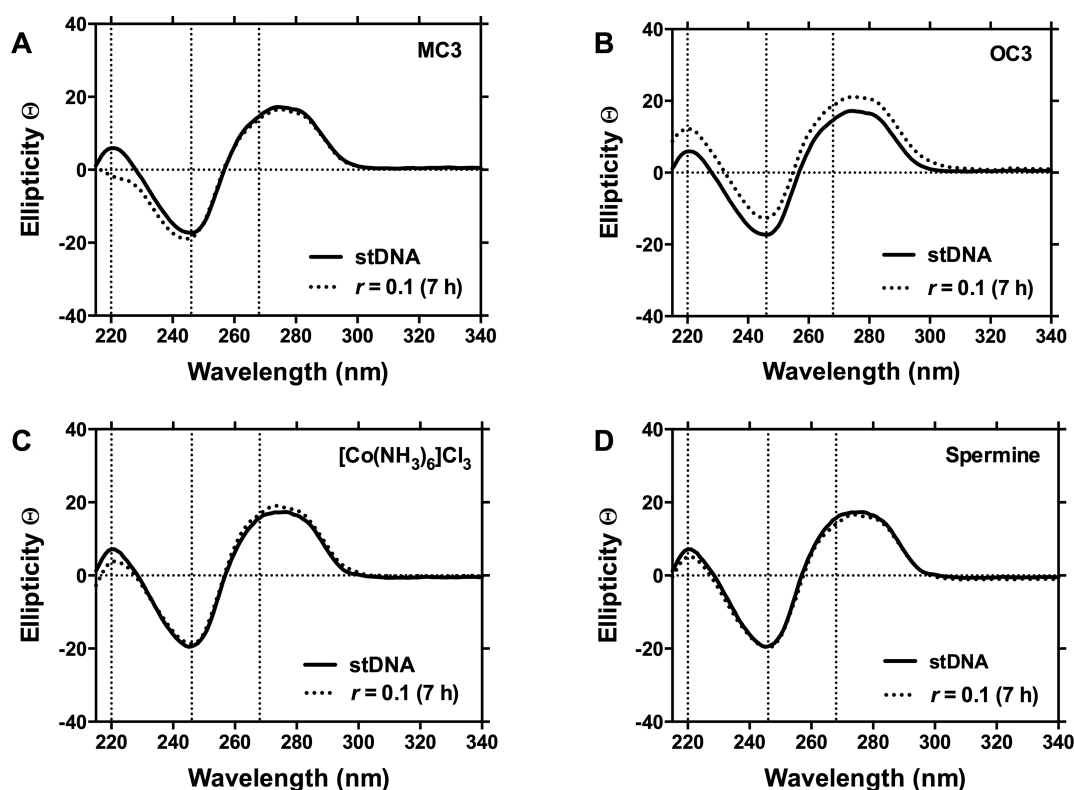 A
MC3
40
20
0
-20
-40
Ellipticity Θ
stDNA
r = 0.1 (7 h)
220 240 260 280 300 320 340
Wavelength (nm)
B
OC3
40
20
0
-20
-40
Ellipticity Θ
stDNA
r = 0.1 (7 h)
220 240 260 280 300 320 340
Wavelength (nm)
C
[Co(NH3)6]Cl3
40
20
0
-20
-40
Ellipticity Θ
stDNA
r = 0.1 (7 h)
220 240 260 280 300 320 340
Wavelength (nm)
D
Spermine
40
20
0
-20
-40
Ellipticity Θ
stDNA
r = 0.1 (7 h)
220 240 260 280 300 320 340
Wavelength (nm)